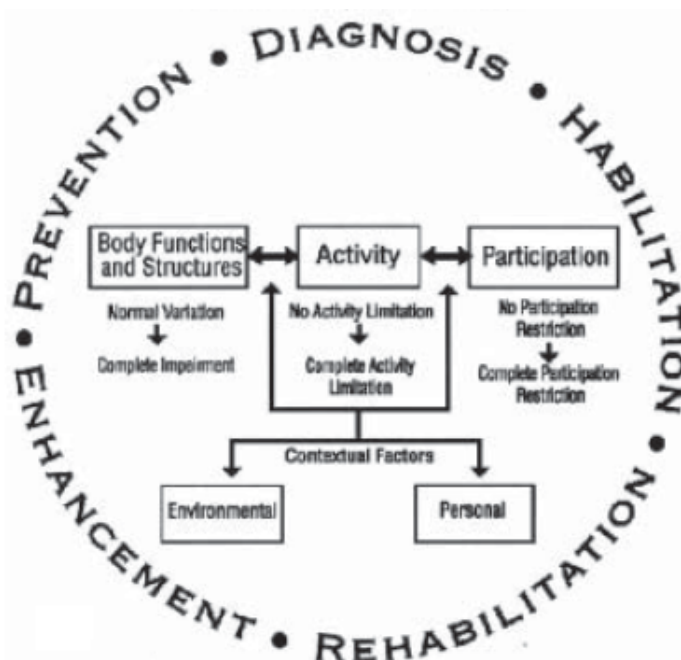 PREVENTION • DIAGNOSIS • HABILITATION • REHABILITATION • ENHANCEMENT •
Body Functions
and Structures
Activity
Participation
Normal Variation
Complete Impairment
No Activity Limitation
Complete Activity
Limitation
No Participation
Restriction
Complete Participation
Restriction
Contextual Factors
Environmental
Personal